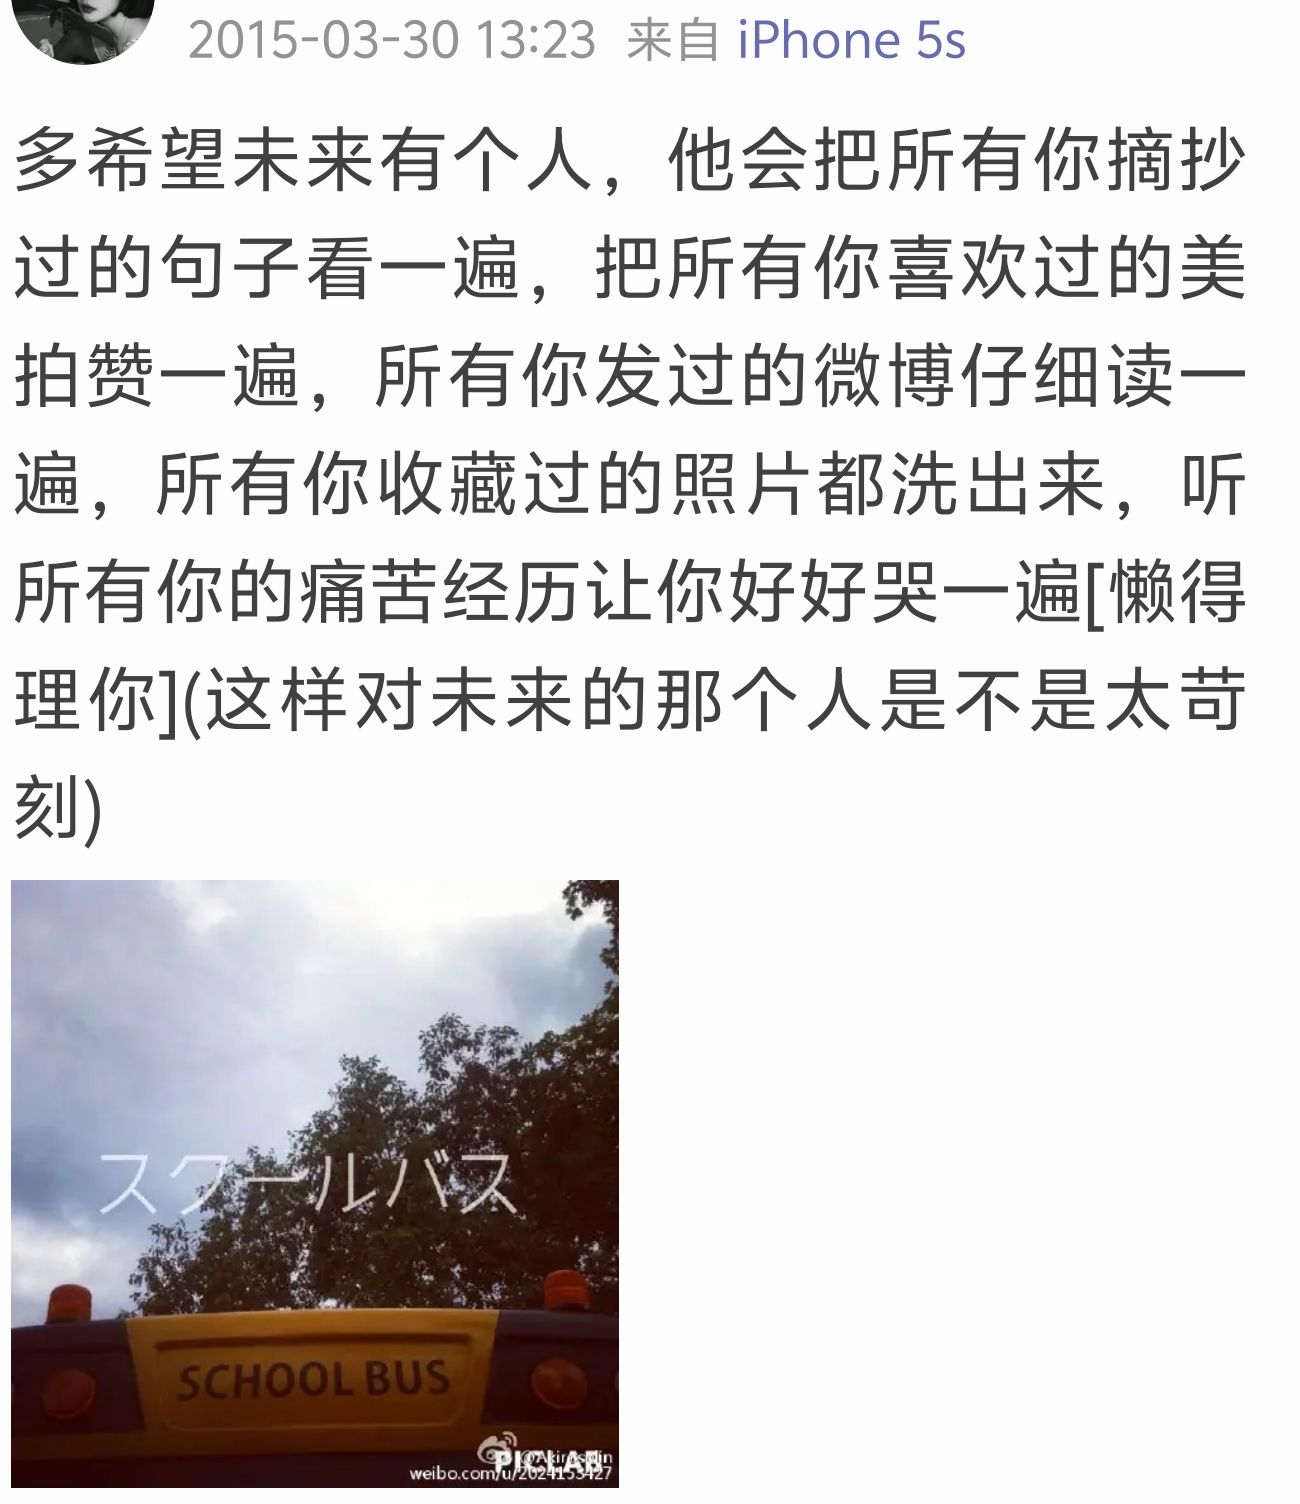 2015-03-30 13:23 来自 iPhone 5s
多希望未来有个人，他会把所有你摘抄
过的句子看一遍，把所有你喜欢过的美
拍赞一遍，所有你发过的微博仔细读一
遍，所有你收藏过的照片都洗出来，听
所有你的痛苦经历让你好好哭一遍[懒得
理你](这样对未来的那个人是不是太苛
刻)
スクールバス
SCHOOL BUS
PICLAB
weibo.com/u/2024153427